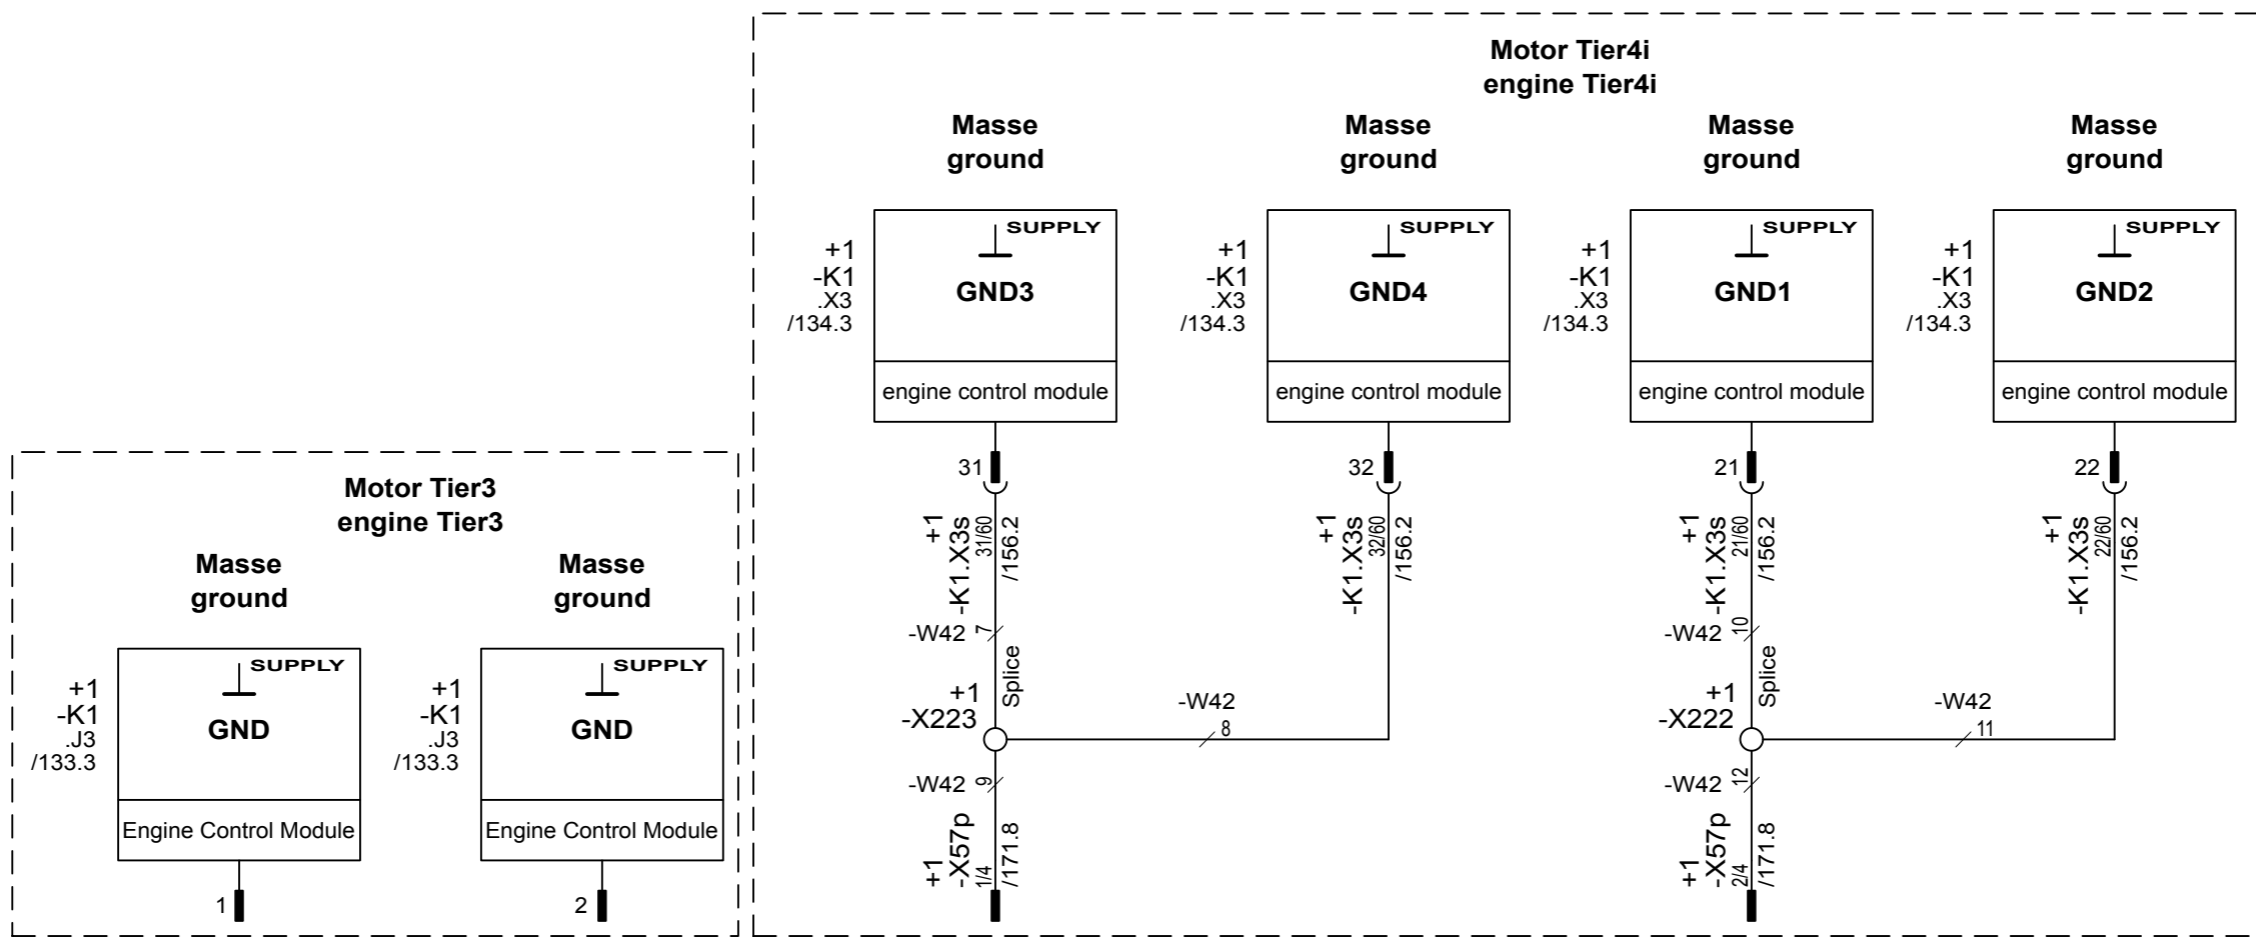 Motor Tier4i
engine Tier4i
Masse
ground
Masse
ground
Masse
ground
Masse
ground
+1
-K1
.X3
/134.3
SUPPLY
GND3
engine control module
+1
-K1
.X3
/134.3
SUPPLY
GND4
engine control module
+1
-K1
.X3
/134.3
SUPPLY
GND1
engine control module
+1
-K1
.X3
/134.3
SUPPLY
GND2
engine control module
31
+1
-K1.X3s
31/60
/156.2
-W42
7
Splice
+1
-X223
-W42
9
+1
-X57p
1/4
/171.8
32
+1
-K1.X3s
32/60
/156.2
-W42
8
21
+1
-K1.X3s
21/60
/156.2
-W42
10
Splice
+1
-X222
-W42
12
+1
-X57p
2/4
/171.8
22
+1
-K1.X3s
22/60
/156.2
-W42
11
Motor Tier3
engine Tier3
Masse
ground
Masse
ground
+1
-K1
.J3
/133.3
SUPPLY
GND
Engine Control Module
1
+1
-K1
.J3
/133.3
SUPPLY
GND
Engine Control Module
2